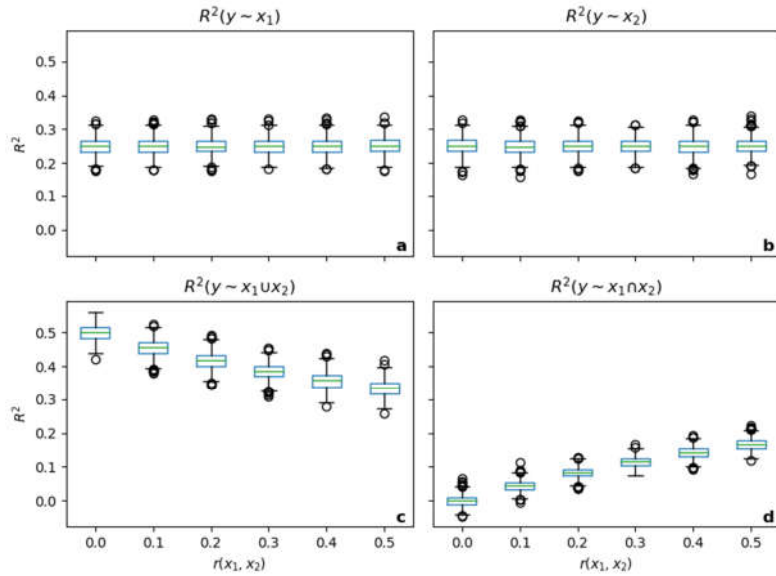 R²(y ~ x₁)
R²(y ~ x₂)
0.5
0.4
0.3
0.2
0.1
0.0
R²
a
b
R²(y ~ x₁∪x₂)
R²(y ~ x₁∩x₂)
0.5
0.4
0.3
0.2
0.1
0.0
R²
c
d
0.0 0.1 0.2 0.3 0.4 0.5
0.0 0.1 0.2 0.3 0.4 0.5
r(x₁, x₂)
r(x₁, x₂)